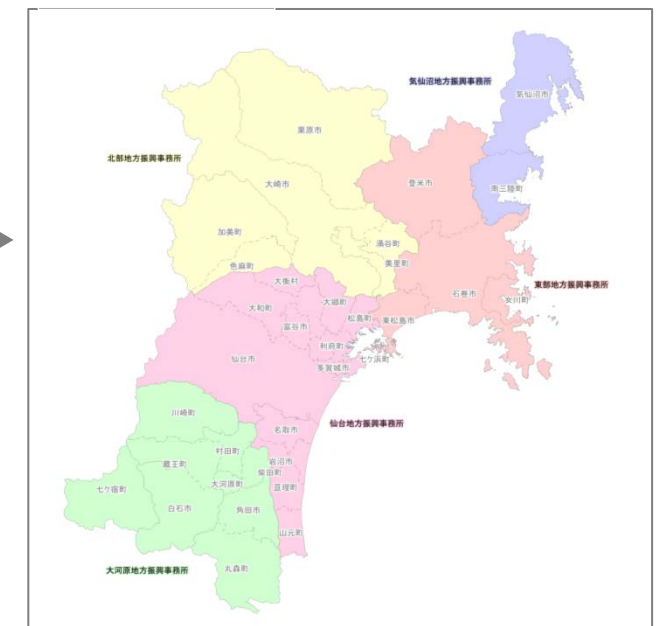 気仙沼地方振興事務所
気仙沼市
栗原市
北部地方振興事務所
大崎市
登米市
南三陸町
加美町
涌谷町
色麻町
美里町
大衡村
東部地方振興事務所
石巻市
女川町
大和町
大郷町
松島町
東松島市
富谷市
利府町
仙台市
七ケ浜町
多賀城市
川崎町
仙台地方振興事務所
名取市
村田町
蔵王町
岩沼市
柴田町
七ケ宿町
大河原町
亘理町
白石市
角田市
山元町
大河原地方振興事務所
丸森町